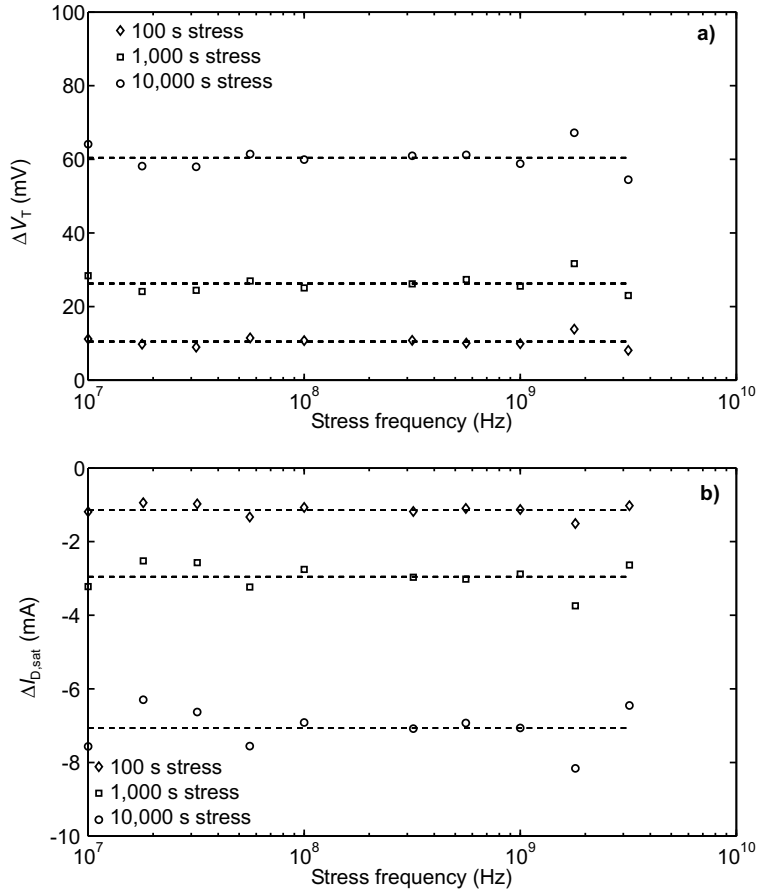 100
80
60
40
20
0
ΔV_T (mV)
100 s stress
1,000 s stress
10,000 s stress
a)
10^7
10^8
10^9
10^10
Stress frequency (Hz)
0
-2
-4
-6
-8
-10
ΔI_D,sat (mA)
b)
100 s stress
1,000 s stress
10,000 s stress
10^7
10^8
10^9
10^10
Stress frequency (Hz)